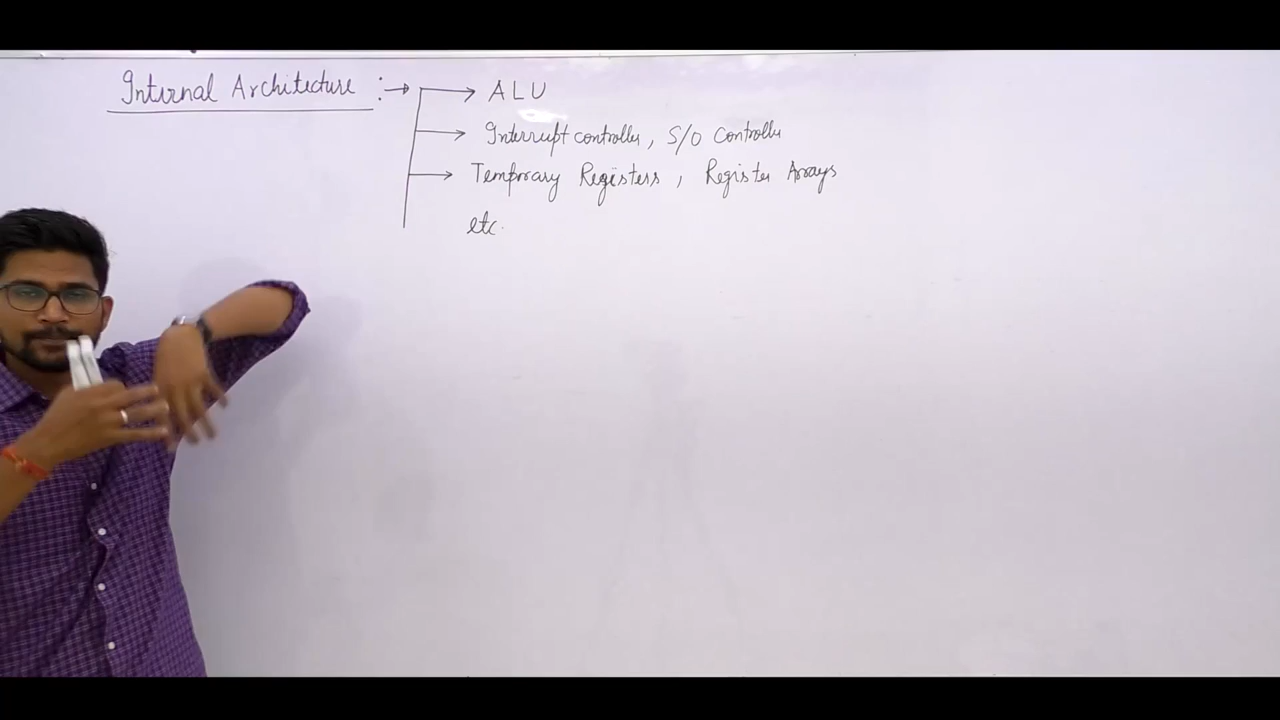 Internal Architecture :→ ALU
Interrupt controller, S/O Controller
Temporary Registers, Register Arrays
etc.